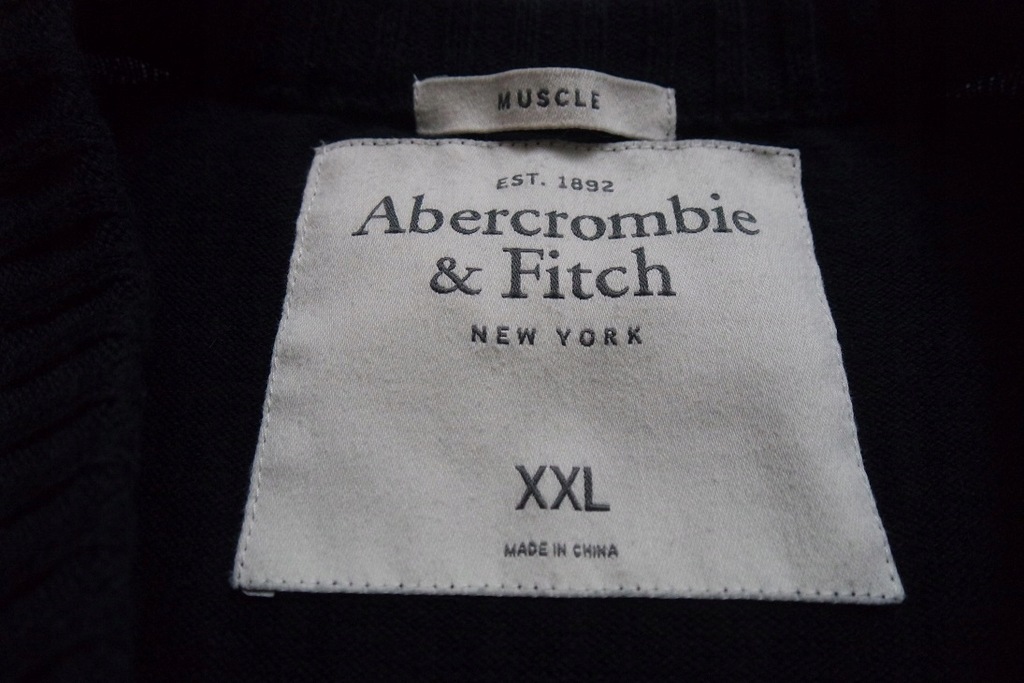 MUSCLE
EST. 1892
Abercrombie
& Fitch
NEW YORK
XXL
MADE IN CHINA